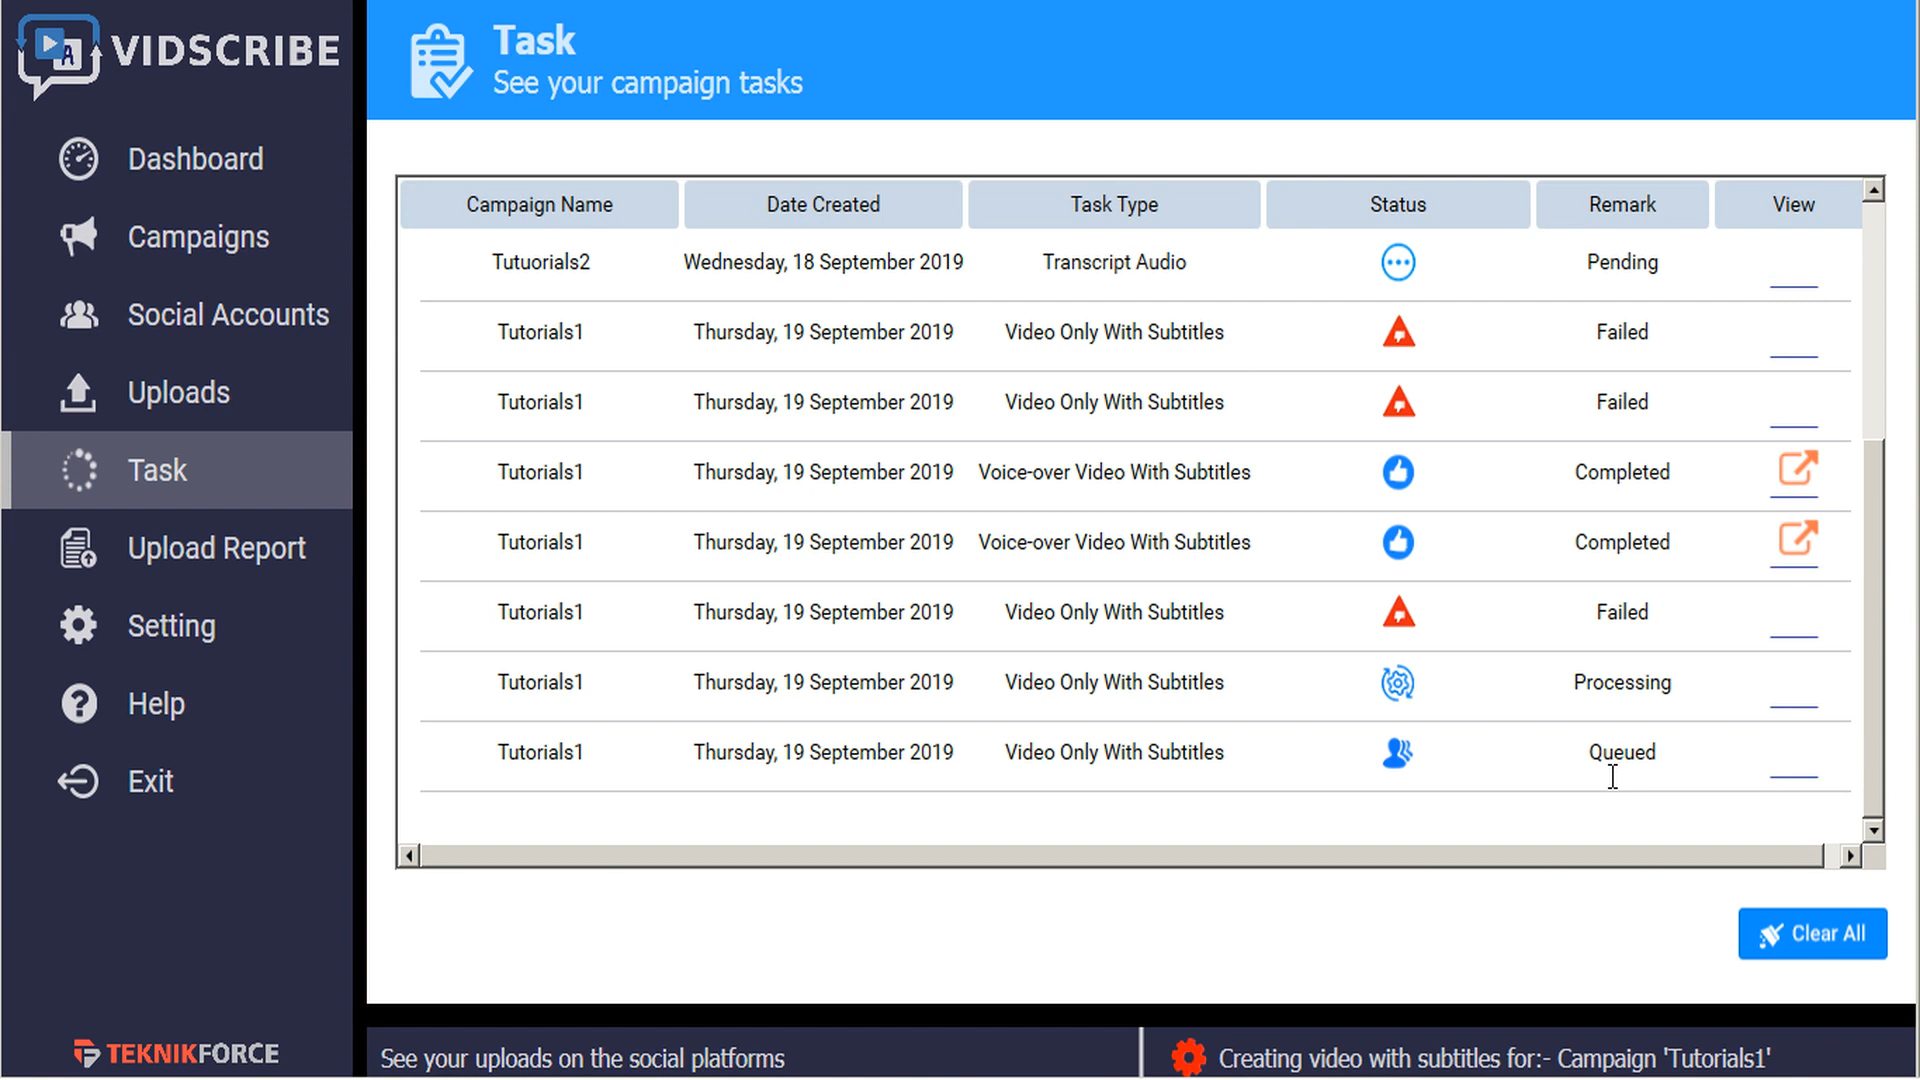 VIDSCRIBE
Dashboard
Campaigns
Social Accounts
Uploads
Task
Upload Report
Setting
Help
Exit
TEKNIKFORCE
Task
See your campaign tasks
Campaign Name Date Created Task Type Status Remark View
Tutuorials2 Wednesday, 18 September 2019 Transcript Audio Pending
Tutorials1 Thursday, 19 September 2019 Video Only With Subtitles Failed
Tutorials1 Thursday, 19 September 2019 Video Only With Subtitles Failed
Tutorials1 Thursday, 19 September 2019 Voice-over Video With Subtitles Completed
Tutorials1 Thursday, 19 September 2019 Voice-over Video With Subtitles Completed
Tutorials1 Thursday, 19 September 2019 Video Only With Subtitles Failed
Tutorials1 Thursday, 19 September 2019 Video Only With Subtitles Processing
Tutorials1 Thursday, 19 September 2019 Video Only With Subtitles Queued
Clear All
See your uploads on the social platforms
Creating video with subtitles for:- Campaign 'Tutorials1'